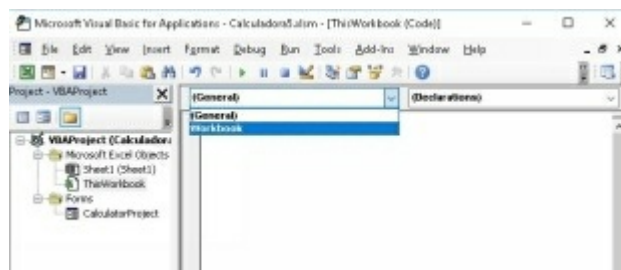 Microsoft Visual Basic for Applications - Calculadora5.xlsm - [ThisWorkbook (Code)]
File Edit View Insert Format Debug Run Tools Add-Ins Window Help
Project - VBAProject
(General) (Declarations)
(General)
Workbook
VBAProject (Calculadora
Microsoft Excel Objects
Sheet1 (Sheet1)
ThisWorkbook
Forms
CalculatorProject